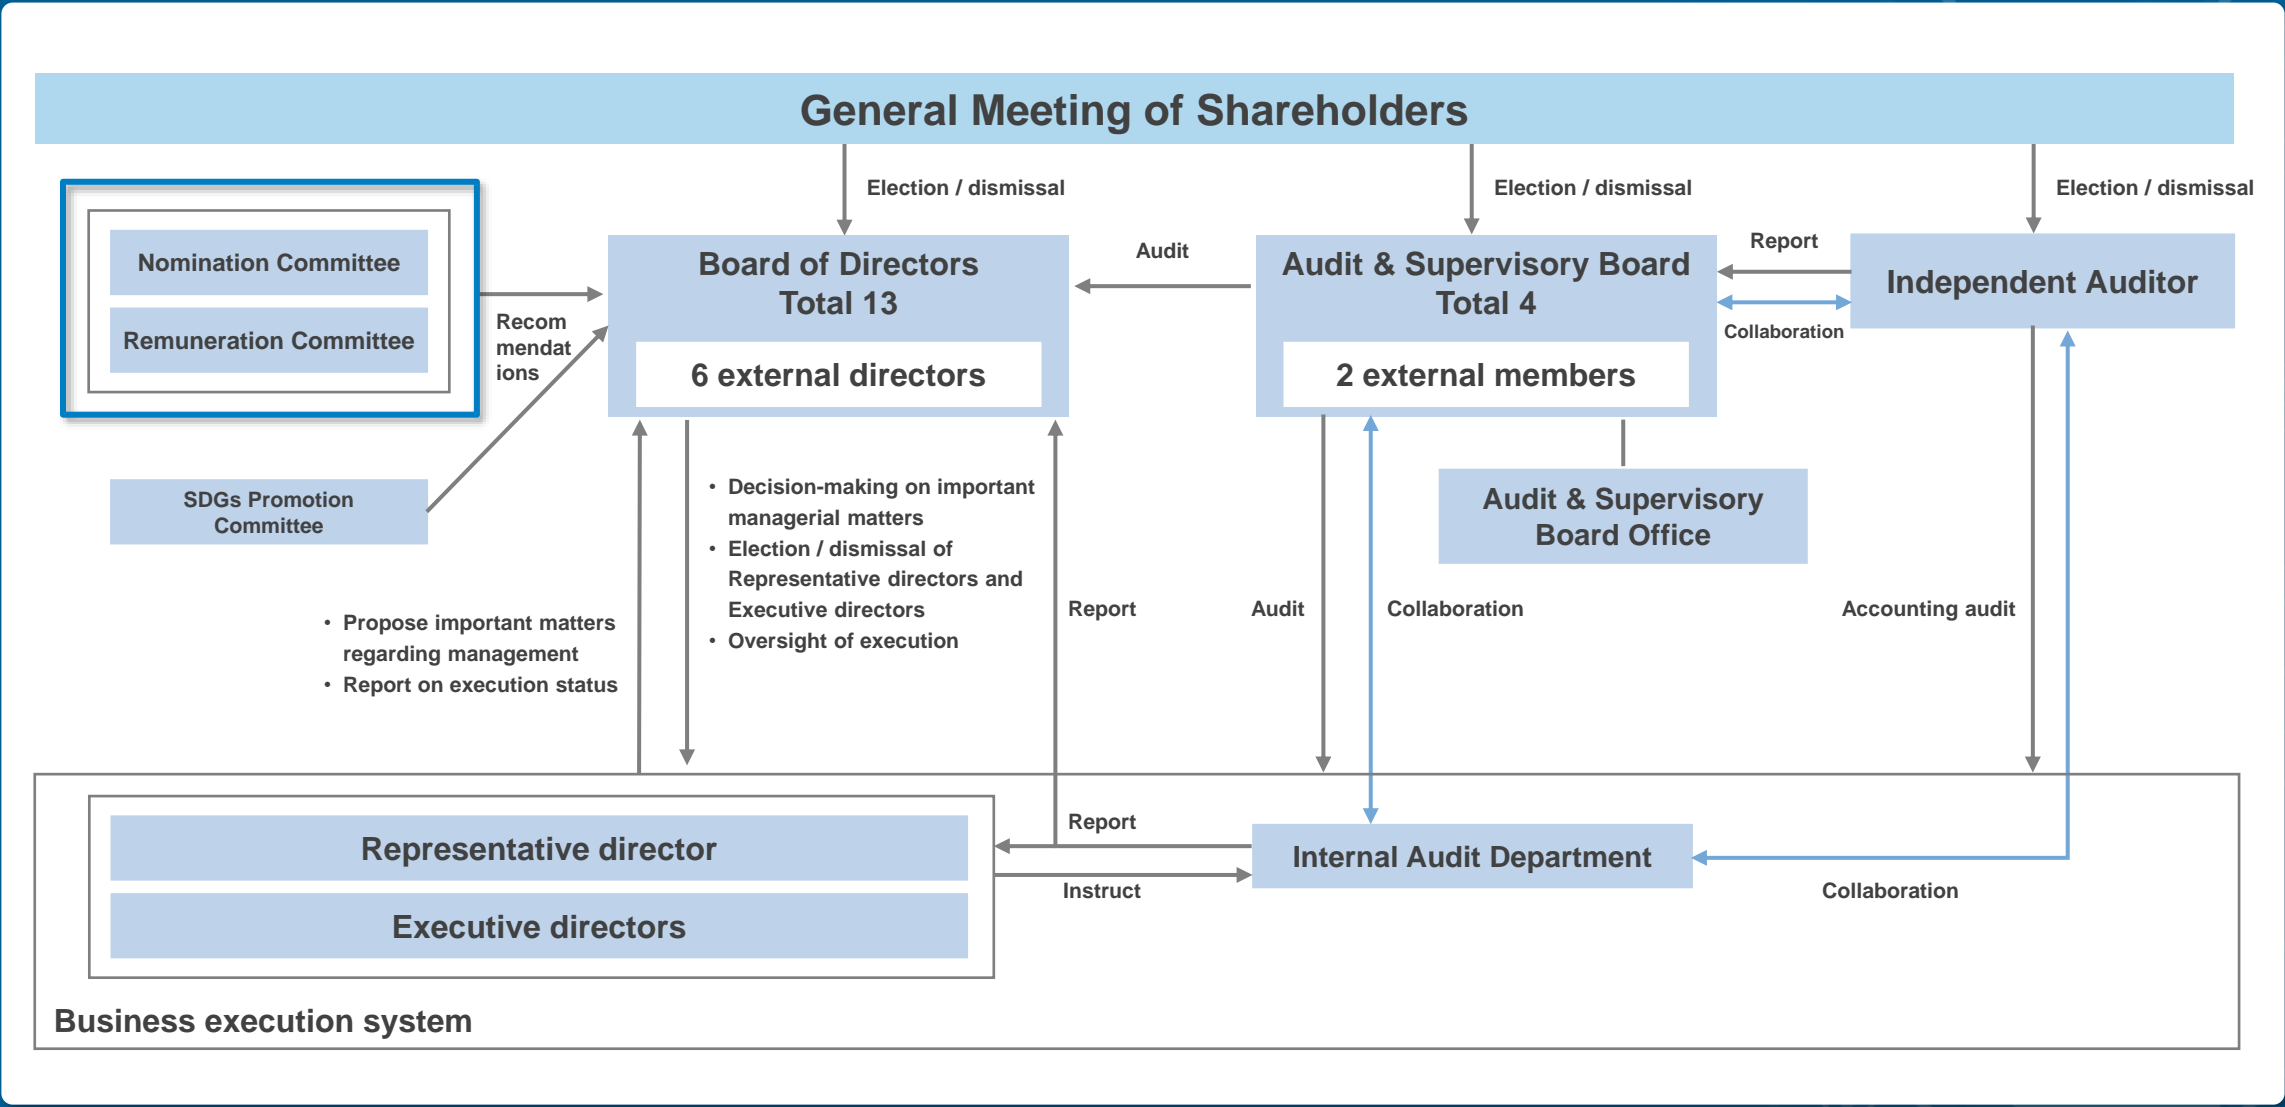 General Meeting of Shareholders
Election / dismissal
Election / dismissal
Election / dismissal
Nomination Committee
Remuneration Committee
Recom
mendat
ions
SDGs Promotion
Committee
Board of Directors
Total 13
6 external directors
Audit
Audit & Supervisory Board
Total 4
2 external members
Report
Collaboration
Independent Auditor
Audit & Supervisory
Board Office
• Propose important matters
regarding management
• Report on execution status
• Decision-making on important
managerial matters
• Election / dismissal of
Representative directors and
Executive directors
• Oversight of execution
Report
Audit
Collaboration
Accounting audit
Representative director
Executive directors
Report
Instruct
Internal Audit Department
Collaboration
Business execution system